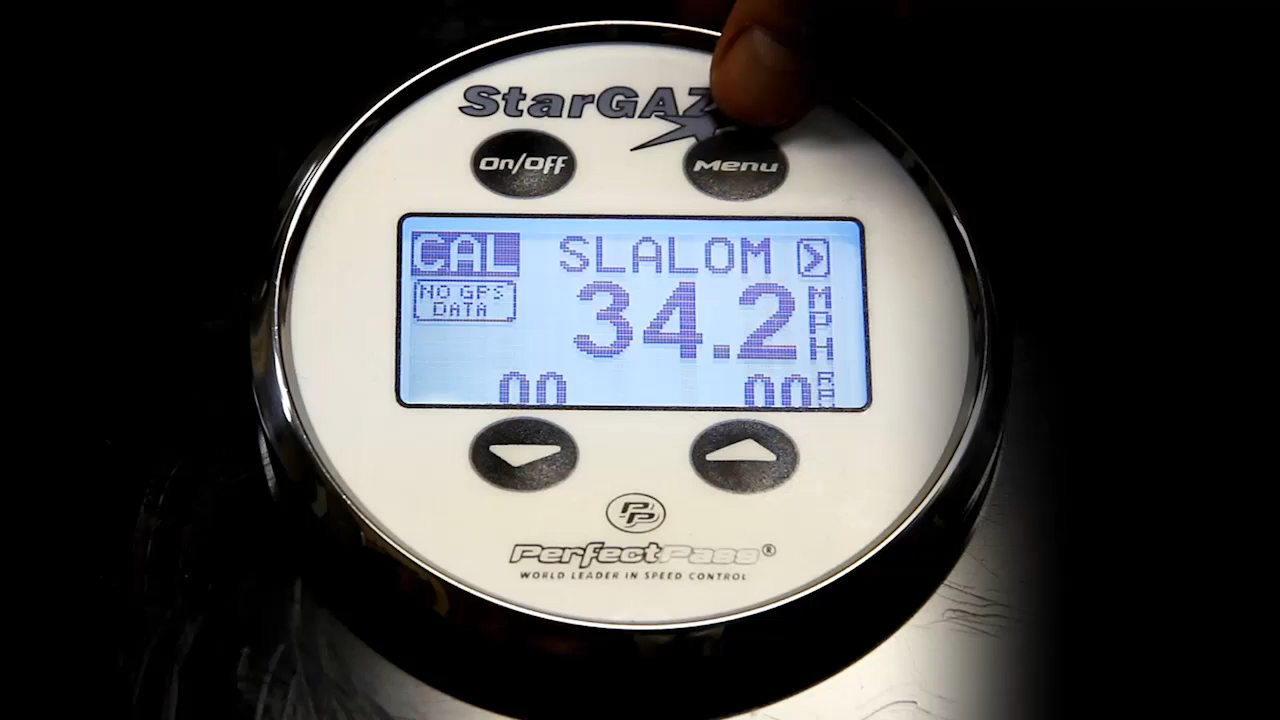 StarGAZ
On/Off
Menu
CAL
SLALOM >
NO GPS
DATA
34.2
MPH
00
00
PP
PerfectPass®
WORLD LEADER IN SPEED CONTROL